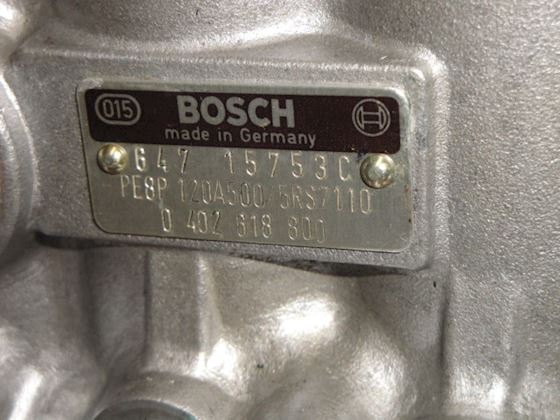 015 BOSCH
made in Germany
647 15753C
PE8P 120A500/5RS7110
0 402 618 800